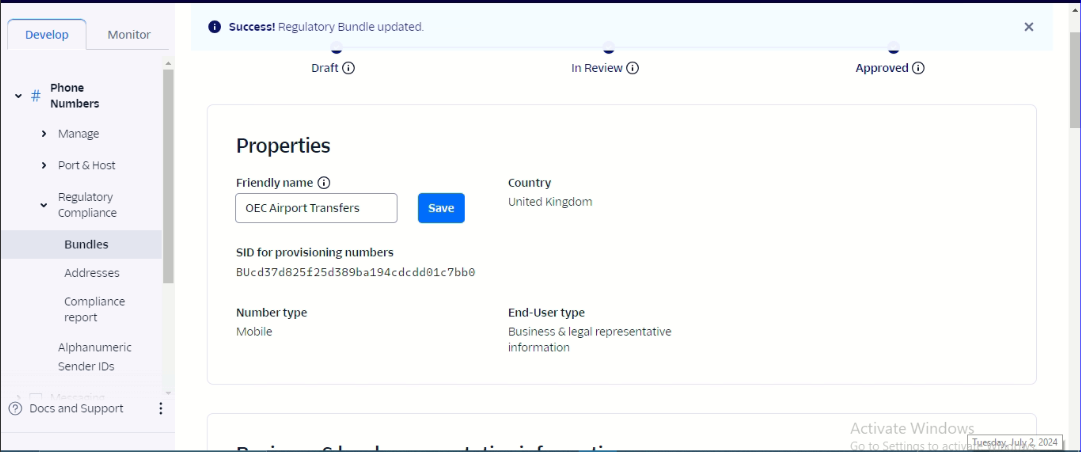 Develop
Monitor
Success! Regulatory Bundle updated.
Draft
In Review
Approved
# Phone
Numbers
Manage
Port & Host
Regulatory
Compliance
Bundles
Addresses
Compliance
report
Alphanumeric
Sender IDs
Messaging
Docs and Support
Properties
Friendly name
OEC Airport Transfers
Save
Country
United Kingdom
SID for provisioning numbers
BUcd37d825f25d389ba194cdcdd01c7bb0
Number type
Mobile
End-User type
Business & legal representative
information
Activate Windows
Go to Settings to activate
Tuesday, July 2, 2024